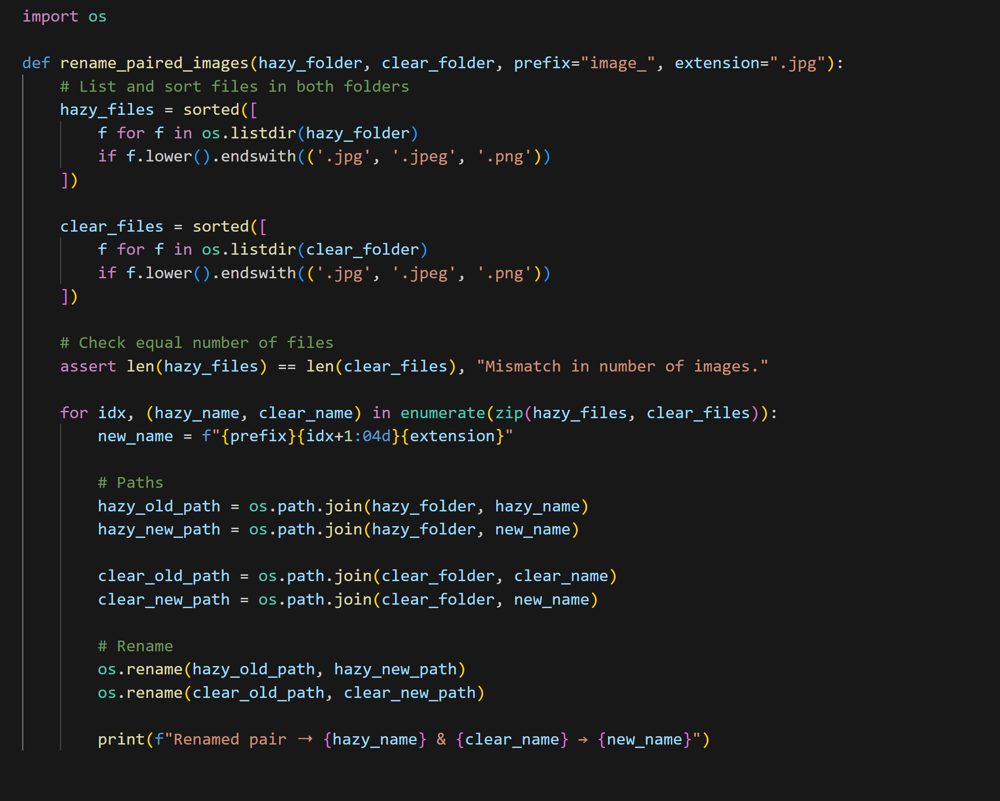 import os
def rename_paired_images(hazy_folder, clear_folder, prefix="image_", extension=".jpg"):
    # List and sort files in both folders
    hazy_files = sorted([
        f for f in os.listdir(hazy_folder)
        if f.lower().endswith(('.jpg', '.jpeg', '.png'))
    ])
    clear_files = sorted([
        f for f in os.listdir(clear_folder)
        if f.lower().endswith(('.jpg', '.jpeg', '.png'))
    ])
    # Check equal number of files
    assert len(hazy_files) == len(clear_files), "Mismatch in number of images."
    for idx, (hazy_name, clear_name) in enumerate(zip(hazy_files, clear_files)):
        new_name = f"{prefix}{idx+1:04d}{extension}"
        # Paths
        hazy_old_path = os.path.join(hazy_folder, hazy_name)
        hazy_new_path = os.path.join(hazy_folder, new_name)
        clear_old_path = os.path.join(clear_folder, clear_name)
        clear_new_path = os.path.join(clear_folder, new_name)
        # Rename
        os.rename(hazy_old_path, hazy_new_path)
        os.rename(clear_old_path, clear_new_path)
        print(f"Renamed pair → {hazy_name} & {clear_name} ➔ {new_name}")